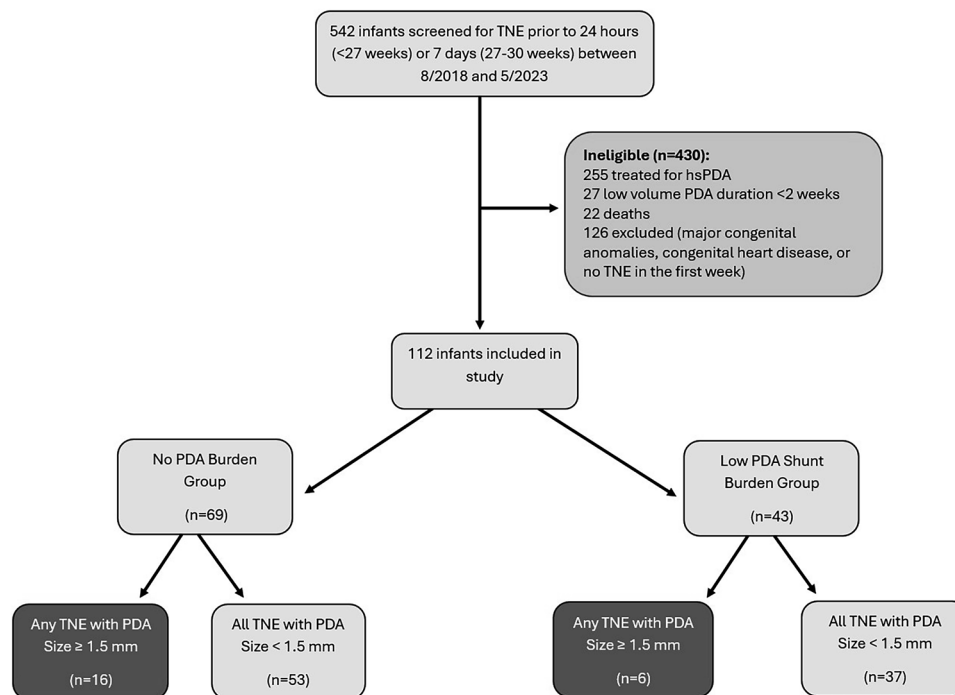 542 infants screened for TNE prior to 24 hours
(<27 weeks) or 7 days (27-30 weeks) between
8/2018 and 5/2023
Ineligible (n=430):
255 treated for hsPDA
27 low volume PDA duration <2 weeks
22 deaths
126 excluded (major congenital
anomalies, congenital heart disease, or
no TNE in the first week)
112 infants included in
study
No PDA Burden
Group
(n=69)
Low PDA Shunt
Burden Group
(n=43)
Any TNE with PDA
Size ≥ 1.5 mm
(n=16)
All TNE with PDA
Size < 1.5 mm
(n=53)
Any TNE with PDA
Size ≥ 1.5 mm
(n=6)
All TNE with PDA
Size < 1.5 mm
(n=37)